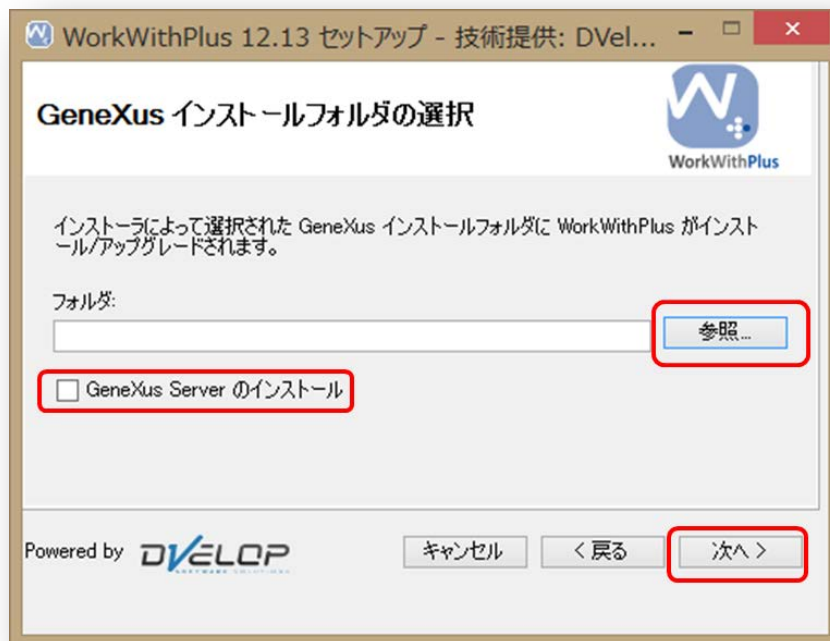 WorkWithPlus 12.13 セットアップ - 技術提供: DVel...
GeneXus インストールフォルダの選択
WorkWithPlus
インストーラによって選択された GeneXus インストールフォルダに WorkWithPlus がインスト
ール/アップグレードされます。
フォルダ:
参照...
GeneXus Server のインストール
Powered by DVELOP
SOFTWARE SOLUTIONS
キャンセル
< 戻る
次へ >